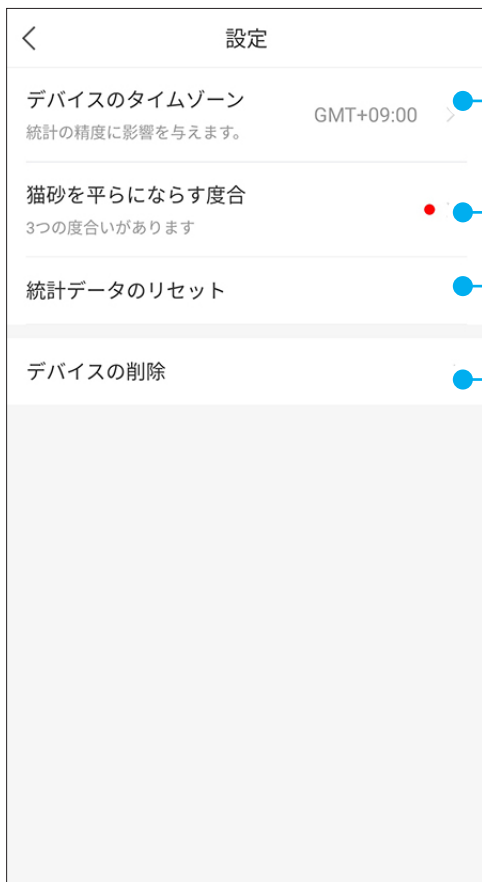 設定
デバイスのタイムゾーン
GMT+09:00
統計の精度に影響を与えます。
猫砂を平らにならす度合
3つの度合いがあります
統計データのリセット
デバイスの削除